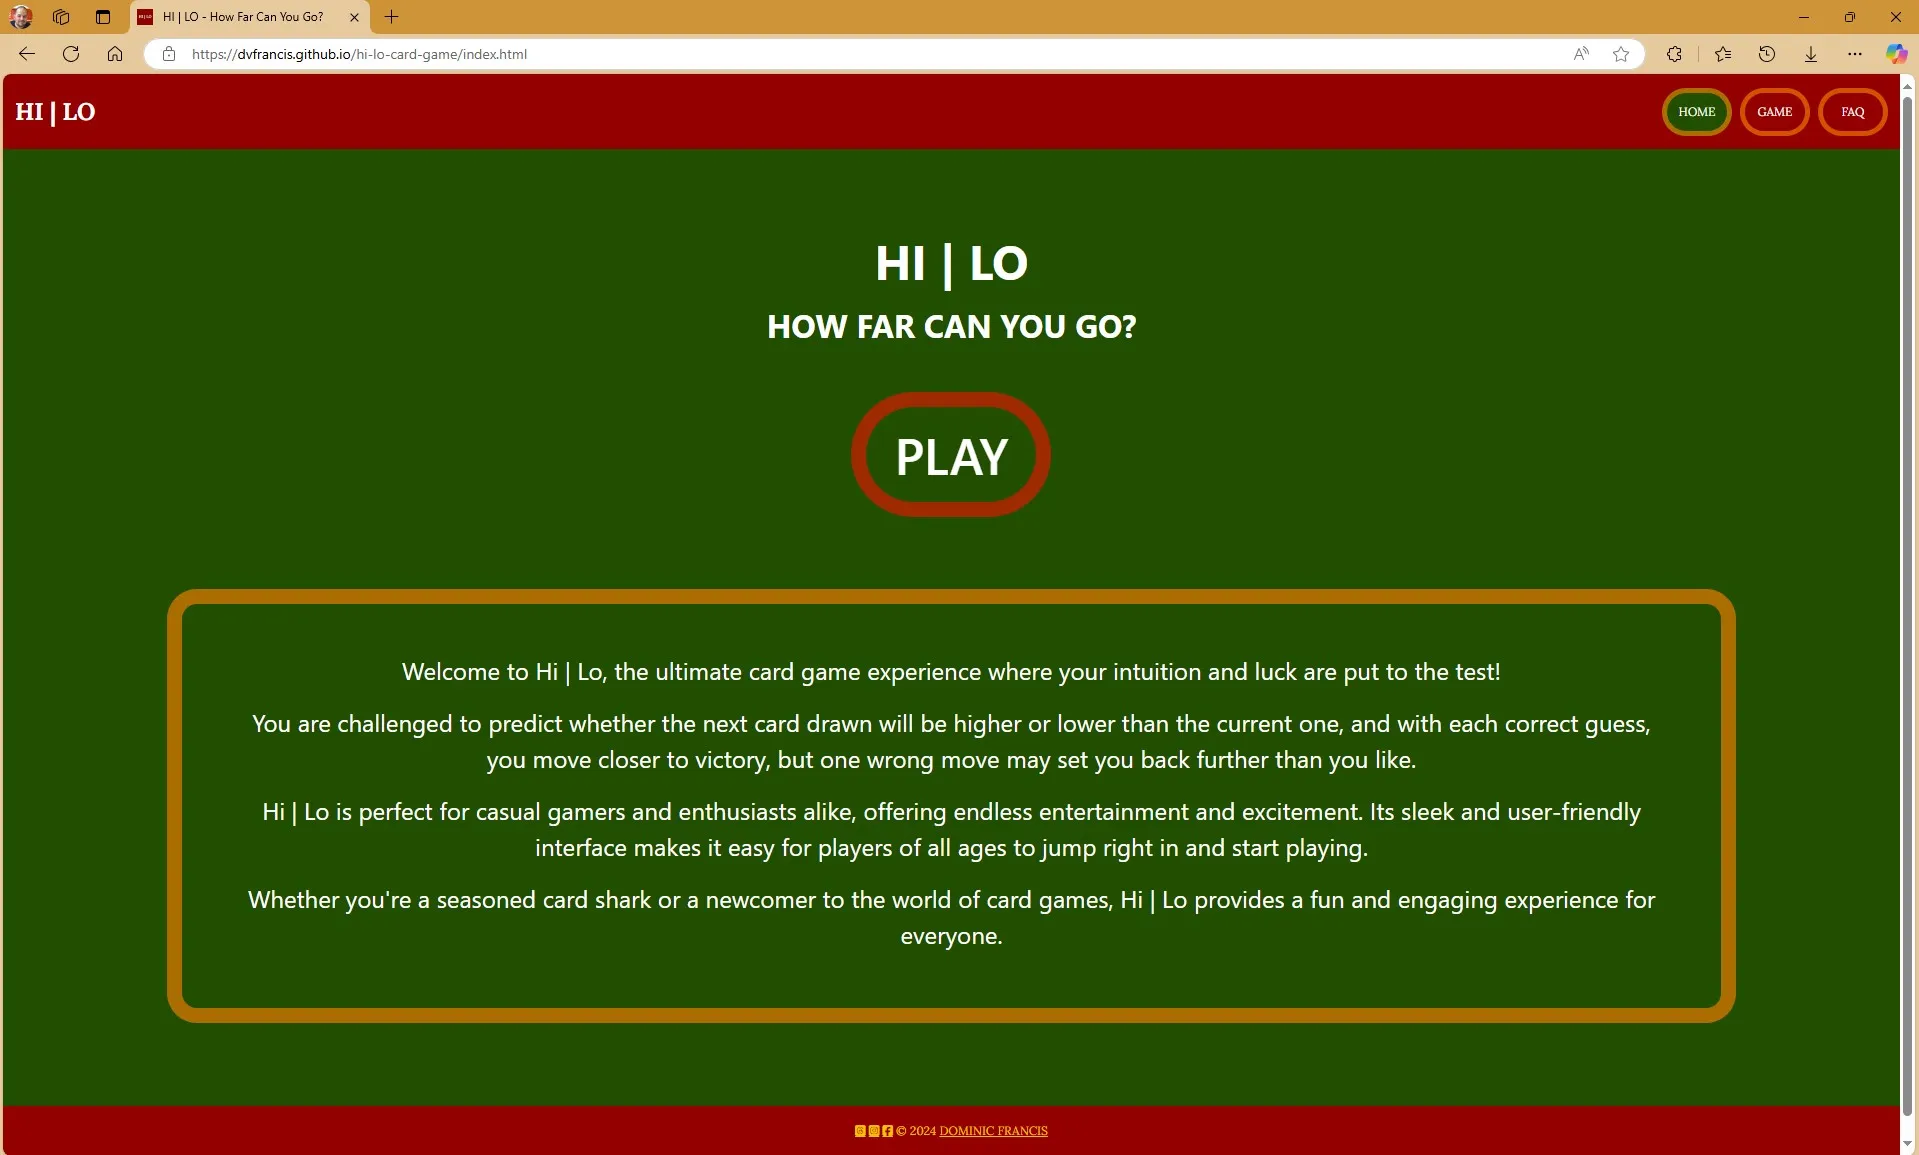 HI | LO - How Far Can You Go?
https://dvfrancis.github.io/hi-lo-card-game/index.html
HI | LO
HOME
GAME
FAQ
HI | LO
HOW FAR CAN YOU GO?
PLAY
Welcome to Hi | Lo, the ultimate card game experience where your intuition and luck are put to the test!
You are challenged to predict whether the next card drawn will be higher or lower than the current one, and with each correct guess,
you move closer to victory, but one wrong move may set you back further than you like.
Hi | Lo is perfect for casual gamers and enthusiasts alike, offering endless entertainment and excitement. Its sleek and user-friendly
interface makes it easy for players of all ages to jump right in and start playing.
Whether you're a seasoned card shark or a newcomer to the world of card games, Hi | Lo provides a fun and engaging experience for
everyone.
© 2024 DOMINIC FRANCIS